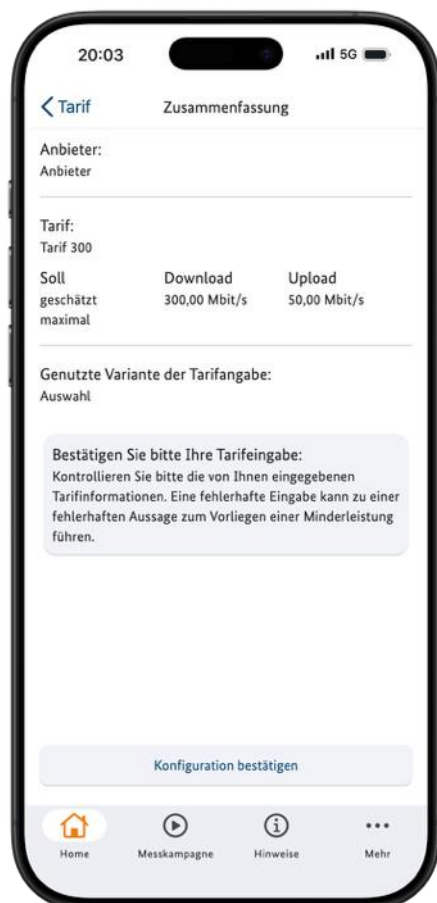 20:03 5G
Tarif Zusammenfassung
Anbieter:
Anbieter
Tarif:
Tarif 300
Soll Download Upload
geschätzt 300,00 Mbit/s 50,00 Mbit/s
maximal
Genutzte Variante der Tarifangabe:
Auswahl
Bestätigen Sie bitte Ihre Tarifeingabe:
Kontrollieren Sie bitte die von Ihnen eingegebenen
Tarifinformationen. Eine fehlerhafte Eingabe kann zu einer
fehlerhaften Aussage zum Vorliegen einer Minderleistung
führen.
Konfiguration bestätigen
Home Messkampagne Hinweise Mehr